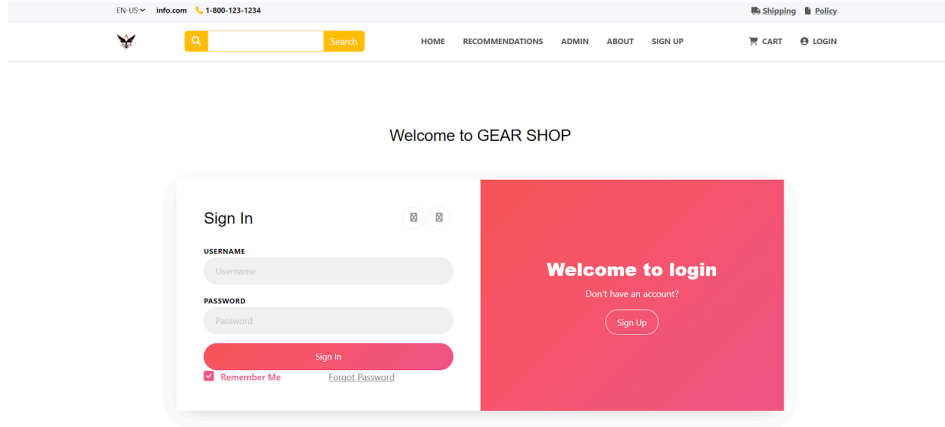 EN-US info.com 1-800-123-1234 Shipping Policy
Search HOME RECOMMENDATIONS ADMIN ABOUT SIGN UP CART LOGIN
Welcome to GEAR SHOP
Sign In
USERNAME
Username
PASSWORD
Password
Sign In
Remember Me Forgot Password
Welcome to login
Don't have an account?
Sign Up